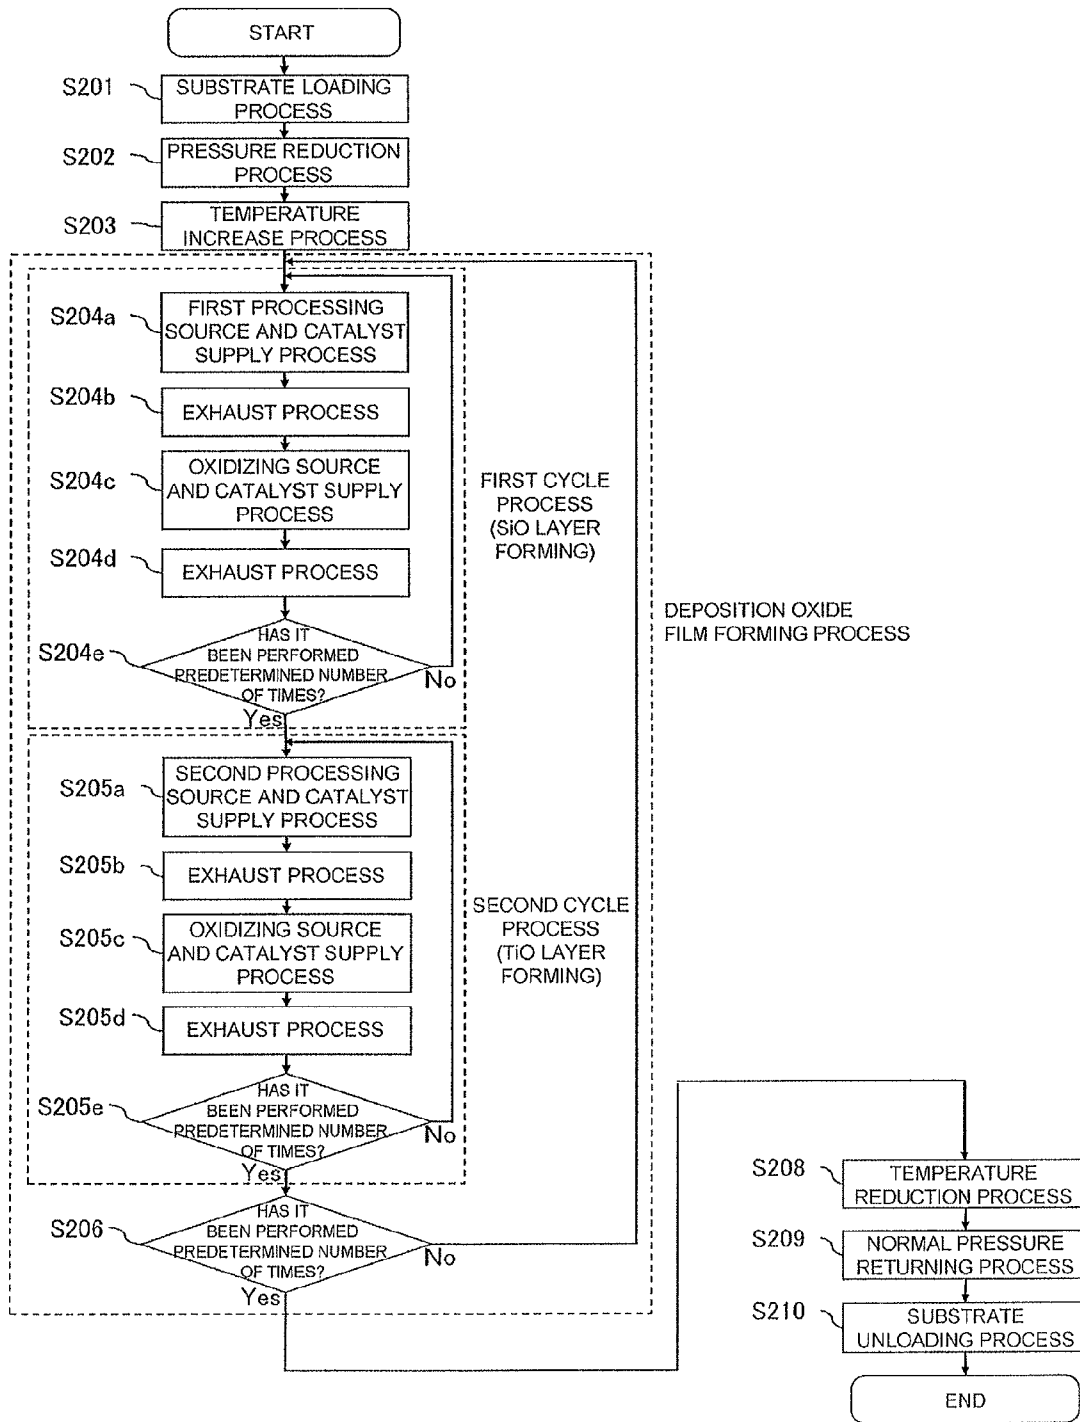 START
S201
SUBSTRATE LOADING
PROCESS
S202
PRESSURE REDUCTION
PROCESS
S203
TEMPERATURE
INCREASE PROCESS
S204a
FIRST PROCESSING
SOURCE AND CATALYST
SUPPLY PROCESS
S204b
EXHAUST PROCESS
S204c
OXIDIZING SOURCE
AND CATALYST SUPPLY
PROCESS
S204d
EXHAUST PROCESS
S204e
HAS IT
BEEN PERFORMED
PREDETERMINED NUMBER
OF TIMES?
No
Yes
FIRST CYCLE
PROCESS
(SiO LAYER
FORMING)
DEPOSITION OXIDE
FILM FORMING PROCESS
S205a
SECOND PROCESSING
SOURCE AND CATALYST
SUPPLY PROCESS
S205b
EXHAUST PROCESS
S205c
OXIDIZING SOURCE
AND CATALYST SUPPLY
PROCESS
S205d
EXHAUST PROCESS
S205e
HAS IT
BEEN PERFORMED
PREDETERMINED NUMBER
OF TIMES?
No
Yes
SECOND CYCLE
PROCESS
(TiO LAYER
FORMING)
S206
HAS IT
BEEN PERFORMED
PREDETERMINED NUMBER
OF TIMES?
No
Yes
S208
TEMPERATURE
REDUCTION PROCESS
S209
NORMAL PRESSURE
RETURNING PROCESS
S210
SUBSTRATE
UNLOADING PROCESS
END